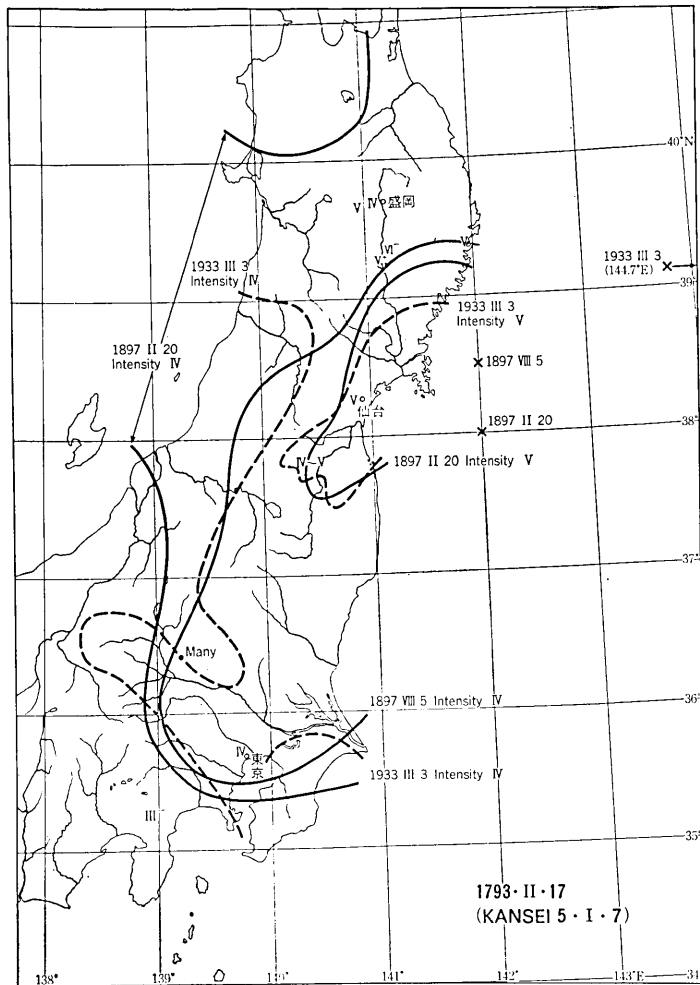 40°N
V IV 盛岡
VI⁻
V⁺
V
1933 III 3
Intensity IV
1933 III 3
(144.7°E)
39°
1933 III 3
Intensity V
1897 II 20
Intensity IV
1897 VIII 5
V
仙台
1897 II 20
38°
IV–V
1897 II 20 Intensity V
37°
Many
1897 VIII 5 Intensity IV
36°
IV 東京
1933 III 3 Intensity IV
III
35°
1793・II・17
(KANSEI 5・I・7)
138°
139°
141°
142°
143°E
34